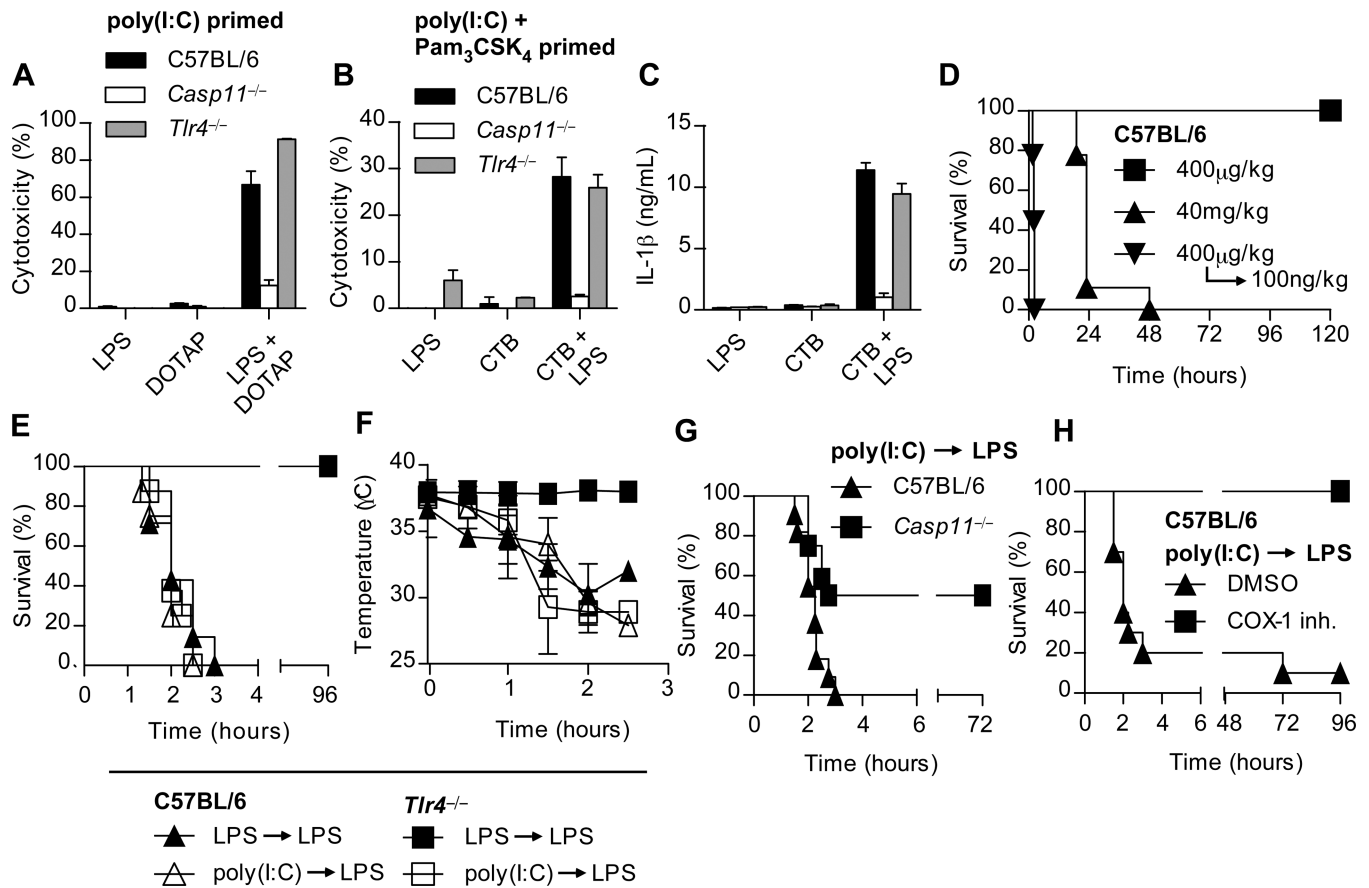 A
poly(I:C) primed
C57BL/6
Casp11–/–
Tlr4–/–
Cytotoxicity (%)
100
80
60
40
20
0
LPS
DOTAP
LPS +
DOTAP
B
poly(I:C) +
Pam3CSK4 primed
C57BL/6
Casp11–/–
Tlr4–/–
Cytotoxicity (%)
40
30
20
10
0
LPS
CTB
CTB +
LPS
C
IL-1β (ng/mL)
15
10
5
0
LPS
CTB
CTB +
LPS
D
Survival (%)
100
80
60
40
20
0
C57BL/6
400μg/kg
40mg/kg
400μg/kg
100ng/kg
0 24 48 72 96 120
Time (hours)
E
Survival (%)
100
80
60
40
20
0
0 1 2 3 4 96
Time (hours)
F
Temperature (γC)
40
35
30
25
0 1 2 3
Time (hours)
C57BL/6
LPS → LPS
poly(I:C) → LPS
Tlr4–/–
LPS → LPS
poly(I:C) → LPS
G
poly(I:C) → LPS
C57BL/6
Casp11–/–
Survival (%)
100
80
60
40
20
0
0 2 4 6 72
Time (hours)
H
C57BL/6
poly(I:C) → LPS
DMSO
COX-1 inh.
Survival (%)
100
80
60
40
20
0
0 2 4 6 48 72 96
Time (hours)